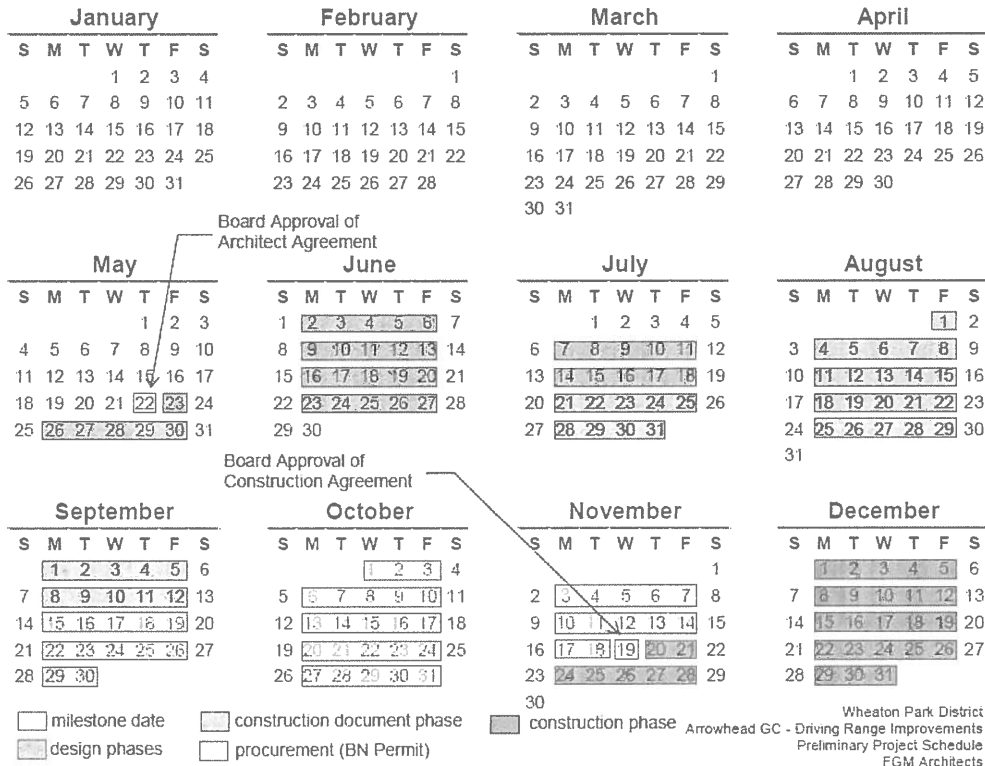 January February March April
S M T W T F S S M T W T F S S M T W T F S S M T W T F S
1 2 3 4 1 1 1 2 3 4 5
5 6 7 8 9 10 11 2 3 4 5 6 7 8 2 3 4 5 6 7 8 6 7 8 9 10 11 12
12 13 14 15 16 17 18 9 10 11 12 13 14 15 9 10 11 12 13 14 15 13 14 15 16 17 18 19
19 20 21 22 23 24 25 16 17 18 19 20 21 22 16 17 18 19 20 21 22 20 21 22 23 24 25 26
26 27 28 29 30 31 23 24 25 26 27 28 23 24 25 26 27 28 29 27 28 29 30
30 31
Board Approval of
Architect Agreement
May June July August
S M T W T F S S M T W T F S S M T W T F S S M T W T F S
1 2 3 1 2 3 4 5 6 7 1 2 3 4 5 1 2
4 5 6 7 8 9 10 8 9 10 11 12 13 14 6 7 8 9 10 11 12 3 4 5 6 7 8 9
11 12 13 14 15 16 17 15 16 17 18 19 20 21 13 14 15 16 17 18 19 10 11 12 13 14 15 16
18 19 20 21 22 23 24 22 23 24 25 26 27 28 20 21 22 23 24 25 26 17 18 19 20 21 22 23
25 26 27 28 29 30 31 29 30 27 28 29 30 31 24 25 26 27 28 29 30
31
Board Approval of
Construction Agreement
September October November December
S M T W T F S S M T W T F S S M T W T F S S M T W T F S
1 2 3 4 5 6 1 2 3 4 1 1 2 3 4 5 6
7 8 9 10 11 12 13 5 6 7 8 9 10 11 2 3 4 5 6 7 8 7 8 9 10 11 12 13
14 15 16 17 18 19 20 12 13 14 15 16 17 18 9 10 11 12 13 14 15 14 15 16 17 18 19 20
21 22 23 24 25 26 27 19 20 21 22 23 24 25 16 17 18 19 20 21 22 21 22 23 24 25 26 27
28 29 30 26 27 28 29 30 31 23 24 25 26 27 28 29 28 29 30 31
30
milestone date construction document phase construction phase
design phases procurement (BN Permit)
Wheaton Park District
Arrowhead GC - Driving Range Improvements
Preliminary Project Schedule
FGM Architects